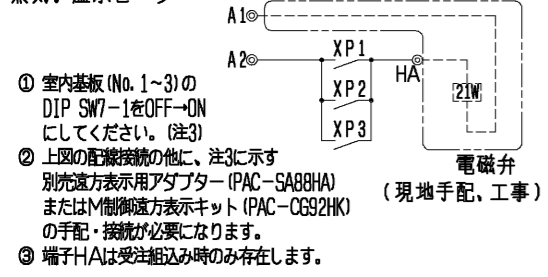 A1
A2
XP1
HA
XP2
21W
XP3
電磁弁
(現地手配、工事)
① 室内基板(No.1~3)の
DIP SW7-1をOFF→ON
にしてください。(注3)
② 上図の配線接続の他に、注3に示す
別売遠方表示用アダプター(PAC-SA88HA)
またはM制御遠方表示キット(PAC-CG92HK)
の手配・接続が必要になります。
③ 端子HAは受注組込み時のみ存在します。